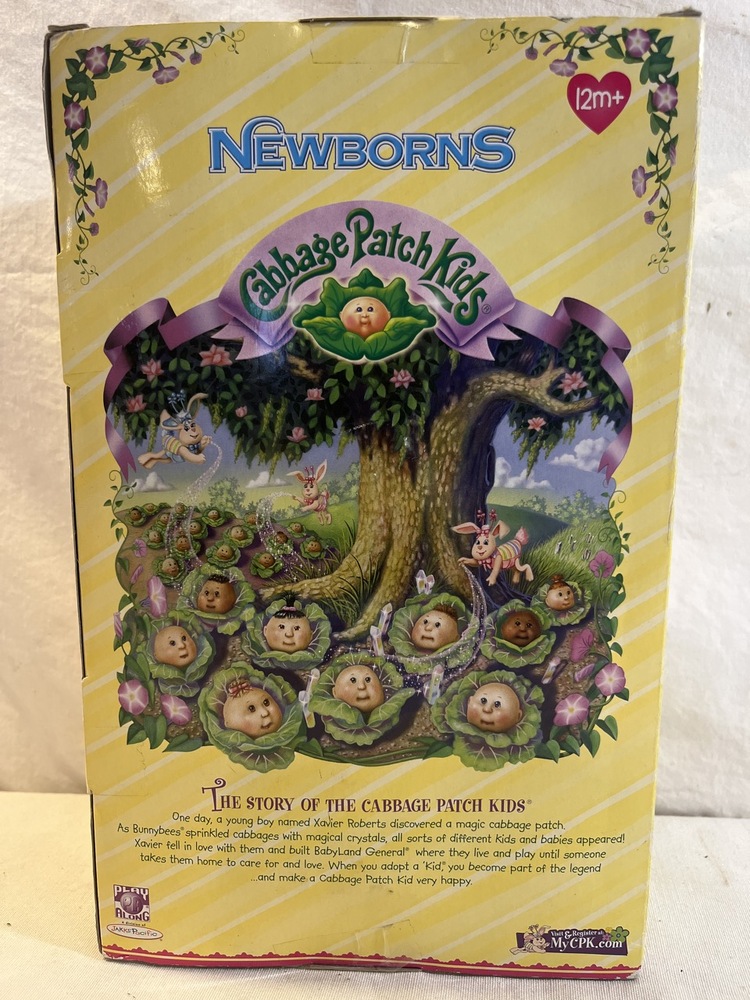 12m+
NEWBORNS
Cabbage Patch Kids®
THE STORY OF THE CABBAGE PATCH KIDS®
One day, a young boy named Xavier Roberts discovered a magic cabbage patch.
As Bunnybees® sprinkled cabbages with magical crystals, all sorts of different Kids and babies appeared!
Xavier fell in love with them and built BabyLand General® where they live and play until someone
takes them home to care for and love. When you adopt a 'Kid,' you become part of the legend
...and make a Cabbage Patch Kid very happy.
PLAY
ALONG
A Division of
JAKKS Pacific
Visit & Register at
MyCPK.com